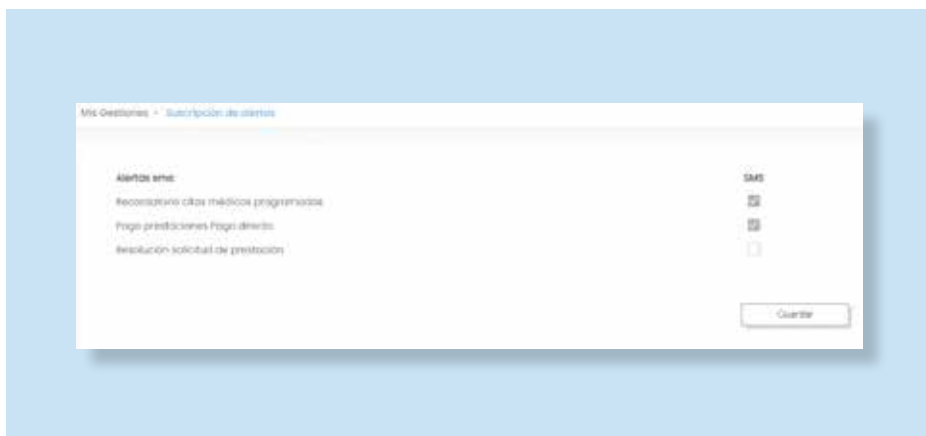 Mis Gestiones > Suscripción de alertas
Alertas sms: SMS
Recordatorio citas médicas programadas
Pago prestaciones Pago directo
Resolución solicitud de prestación
Guardar